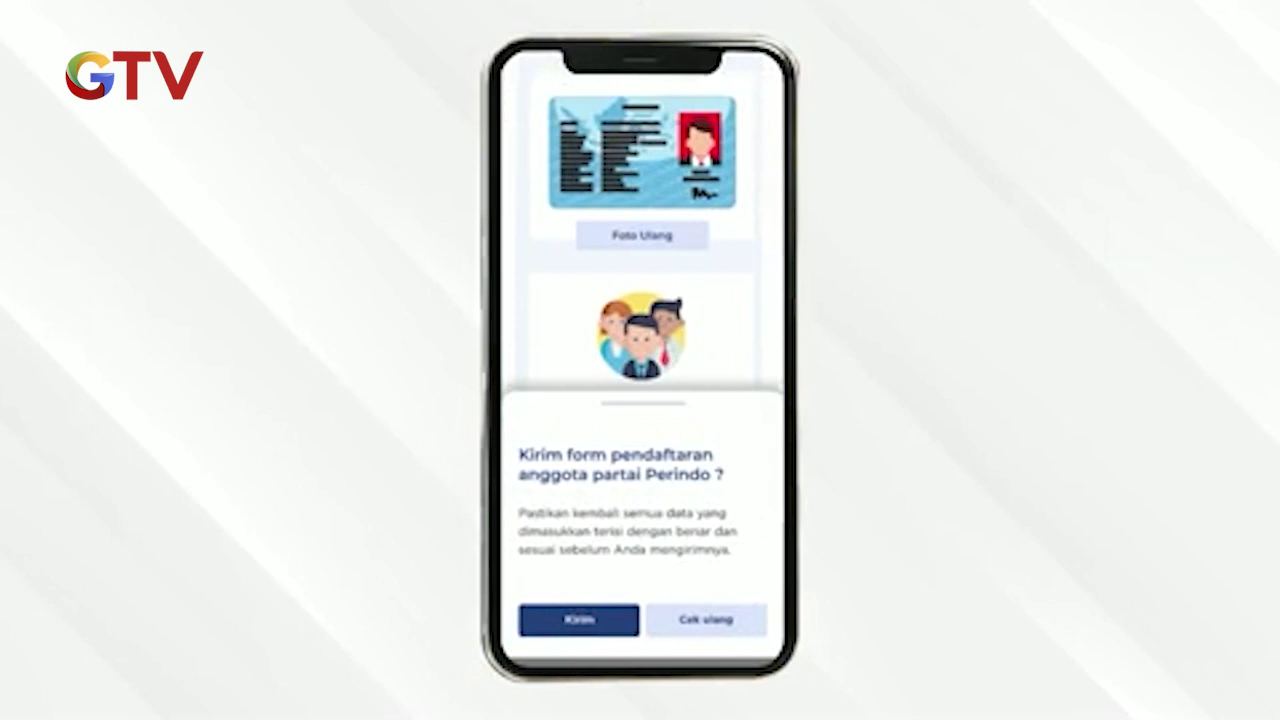 GTV
Foto Ulang
Kirim form pendaftaran
anggota partai Perindo ?
Pastikan kembali semua data yang
dimasukkan terisi dengan benar dan
sesuai sebelum Anda mengirimnya.
Kirim
Cek ulang